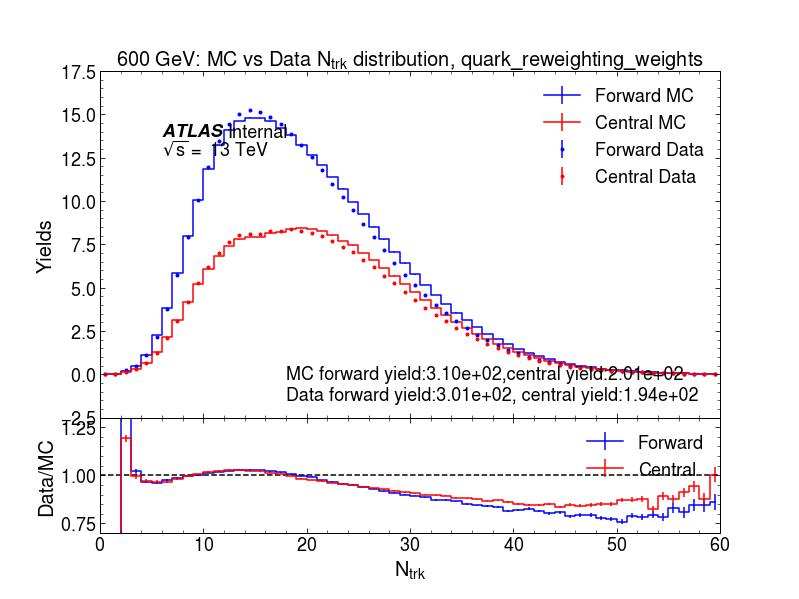 600 GeV: MC vs Data Ntrk distribution, quark_reweighting_weights
17.5
15.0
12.5
10.0
7.5
5.0
2.5
0.0
−2.5
Yields
ATLAS Internal
√s = 13 TeV
Forward MC
Central MC
Forward Data
Central Data
MC forward yield:3.10e+02,central yield:2.01e+02
Data forward yield:3.01e+02, central yield:1.94e+02
1.25
1.00
0.75
Data/MC
Forward
Central
0 10 20 30 40 50 60
Ntrk